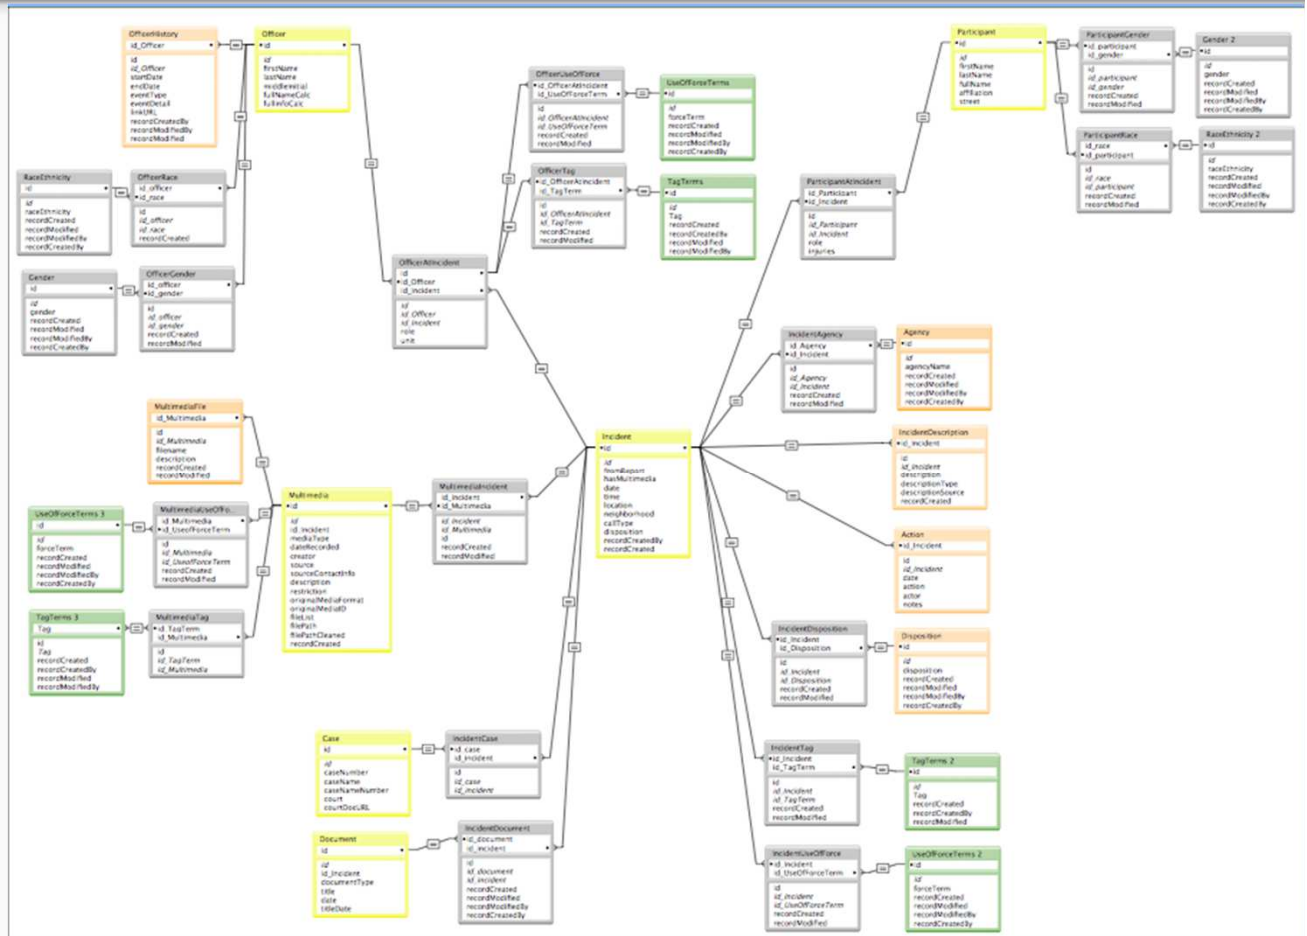 OfficerHistory
id_Officer
id
id_Officer
startDate
endDate
eventType
eventDetail
linkURL
recordCreatedBy
recordModifiedBy
recordModified
Officer
id
id
firstName
lastName
middleInitial
fullNameCalc
fullInfoCalc
OfficerUseOfForce
id_OfficerAtIncident
id_UseOfForceTerm
id
id_OfficerAtIncident
id_UseOfForceTerm
recordCreated
recordModified
UseOfForceTerms
id
id
forceTerm
recordCreated
recordModified
recordModifiedBy
recordCreatedBy
Participant
id
id
firstName
lastName
fullName
affiliation
street
ParticipantGender
id_participant
id_gender
id
id_participant
id_gender
recordCreated
recordModified
Gender 2
id
id
gender
recordCreated
recordModified
recordModifiedBy
recordCreatedBy
ParticipantRace
id_race
id_participant
id
id_race
id_participant
recordCreated
recordModified
RaceEthnicity 2
id
id
raceEthnicity
recordCreated
recordModified
recordModifiedBy
recordCreatedBy
RaceEthnicity
id
id
raceEthnicity
recordCreated
recordModified
recordModifiedBy
recordCreatedBy
OfficerRace
id_officer
id_race
id
id_officer
id_race
recordCreated
OfficerTag
id_OfficerAtIncident
id_TagTerm
id
id_OfficerAtIncident
id_TagTerm
recordCreated
recordModified
TagTerms
id
id
Tag
recordCreated
recordCreatedBy
recordModified
recordModifiedBy
ParticipantAtIncident
id_Participant
id_Incident
id
id_Participant
id_Incident
role
injuries
Gender
id
id
gender
recordCreated
recordModified
recordModifiedBy
recordCreatedBy
OfficerGender
id_officer
id_gender
id
id_officer
id_gender
recordCreated
recordModified
OfficerAtIncident
id
id_Officer
id_Incident
id
id_Officer
id_Incident
role
unit
IncidentAgency
id_Agency
id_Incident
id
id_Agency
id_Incident
recordCreated
recordModified
Agency
id
id
agencyName
recordCreated
recordModified
recordModifiedBy
recordCreatedBy
MultimediaFile
id_Multimedia
id
id_Multimedia
filename
description
recordCreated
recordModified
Incident
id
id
fromReport
hasMultimedia
date
time
location
neighborhood
callType
disposition
recordCreatedBy
recordCreated
IncidentDescription
id_Incident
id
id_Incident
description
descriptionType
descriptionSource
recordCreated
UseOfForceTerms 3
id
id
forceTerm
recordCreated
recordModified
recordModifiedBy
recordCreatedBy
MultimediaUseOfFo...
id_Multimedia
id_UseofForceTerm
id
id_Multimedia
id_UseofForceTerm
recordCreated
recordModified
Multimedia
id
id
id_Incident
mediaType
dateRecorded
creator
source
sourceContactInfo
description
restriction
originalMediaFormat
originalMediaID
fileList
filePath
filePathCleaned
recordCreated
MultimediaIncident
id_Incident
id_Multimedia
id_Incident
id_Multimedia
id
recordCreated
recordModified
Action
id_Incident
id
id_Incident
date
action
actor
notes
TagTerms 3
Tag
id
Tag
recordCreated
recordCreatedBy
recordModified
recordModifiedBy
MultimediaTag
id_TagTerm
id_Multimedia
id
id_TagTerm
id_Multimedia
IncidentDisposition
id_Incident
id_Disposition
id
id_Incident
id_Disposition
recordCreated
recordModified
Disposition
id
id
disposition
recordCreated
recordModified
recordModifiedBy
recordCreatedBy
Case
id
id
caseNumber
caseName
caseNameNumber
court
courtDocURL
IncidentCase
id_case
id_incident
id
id_case
id_incident
IncidentTag
id_Incident
id_TagTerm
id
id_Incident
id_TagTerm
recordCreated
recordModified
TagTerms 2
id
id
Tag
recordCreated
recordCreatedBy
recordModified
Document
id
id
id_Incident
documentType
title
date
titleDate
IncidentDocument
id_document
id_incident
id
id_document
id_incident
recordCreated
recordModified
recordModifiedBy
recordCreatedBy
IncidentUseOfForce
id_Incident
id_UseOfForceTerm
id
id_Incident
id_UseOfForceTerm
recordCreated
recordModified
UseOfForceTerms 2
id
id
forceTerm
recordCreated
recordModified
recordModifiedBy
recordCreatedBy